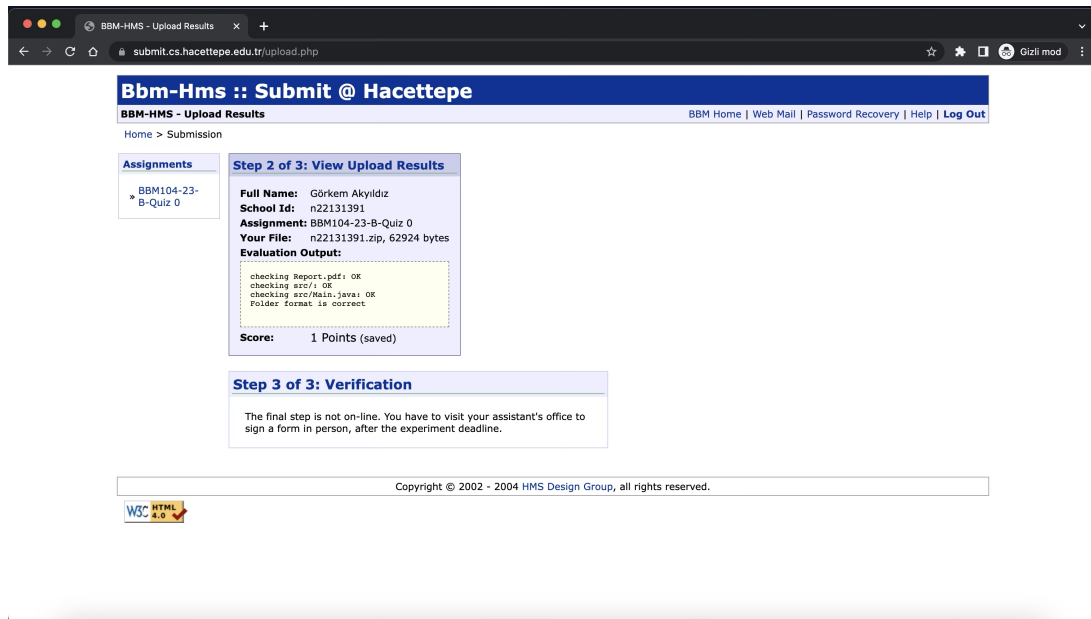 BBM-HMS - Upload Results
submit.cs.hacettepe.edu.tr/upload.php
Gizli mod
Bbm-Hms :: Submit @ Hacettepe
BBM-HMS - Upload Results
BBM Home | Web Mail | Password Recovery | Help | Log Out
Home > Submission
Assignments
» BBM104-23-
B-Quiz 0
Step 2 of 3: View Upload Results
Full Name: Görkem Akyıldız
School Id: n22131391
Assignment: BBM104-23-B-Quiz 0
Your File: n22131391.zip, 62924 bytes
Evaluation Output:
checking Report.pdf: OK
checking src/: OK
checking src/Main.java: OK
Folder format is correct
Score: 1 Points (saved)
Step 3 of 3: Verification
The final step is not on-line. You have to visit your assistant's office to
sign a form in person, after the experiment deadline.
Copyright © 2002 - 2004 HMS Design Group, all rights reserved.
W3C HTML
4.0